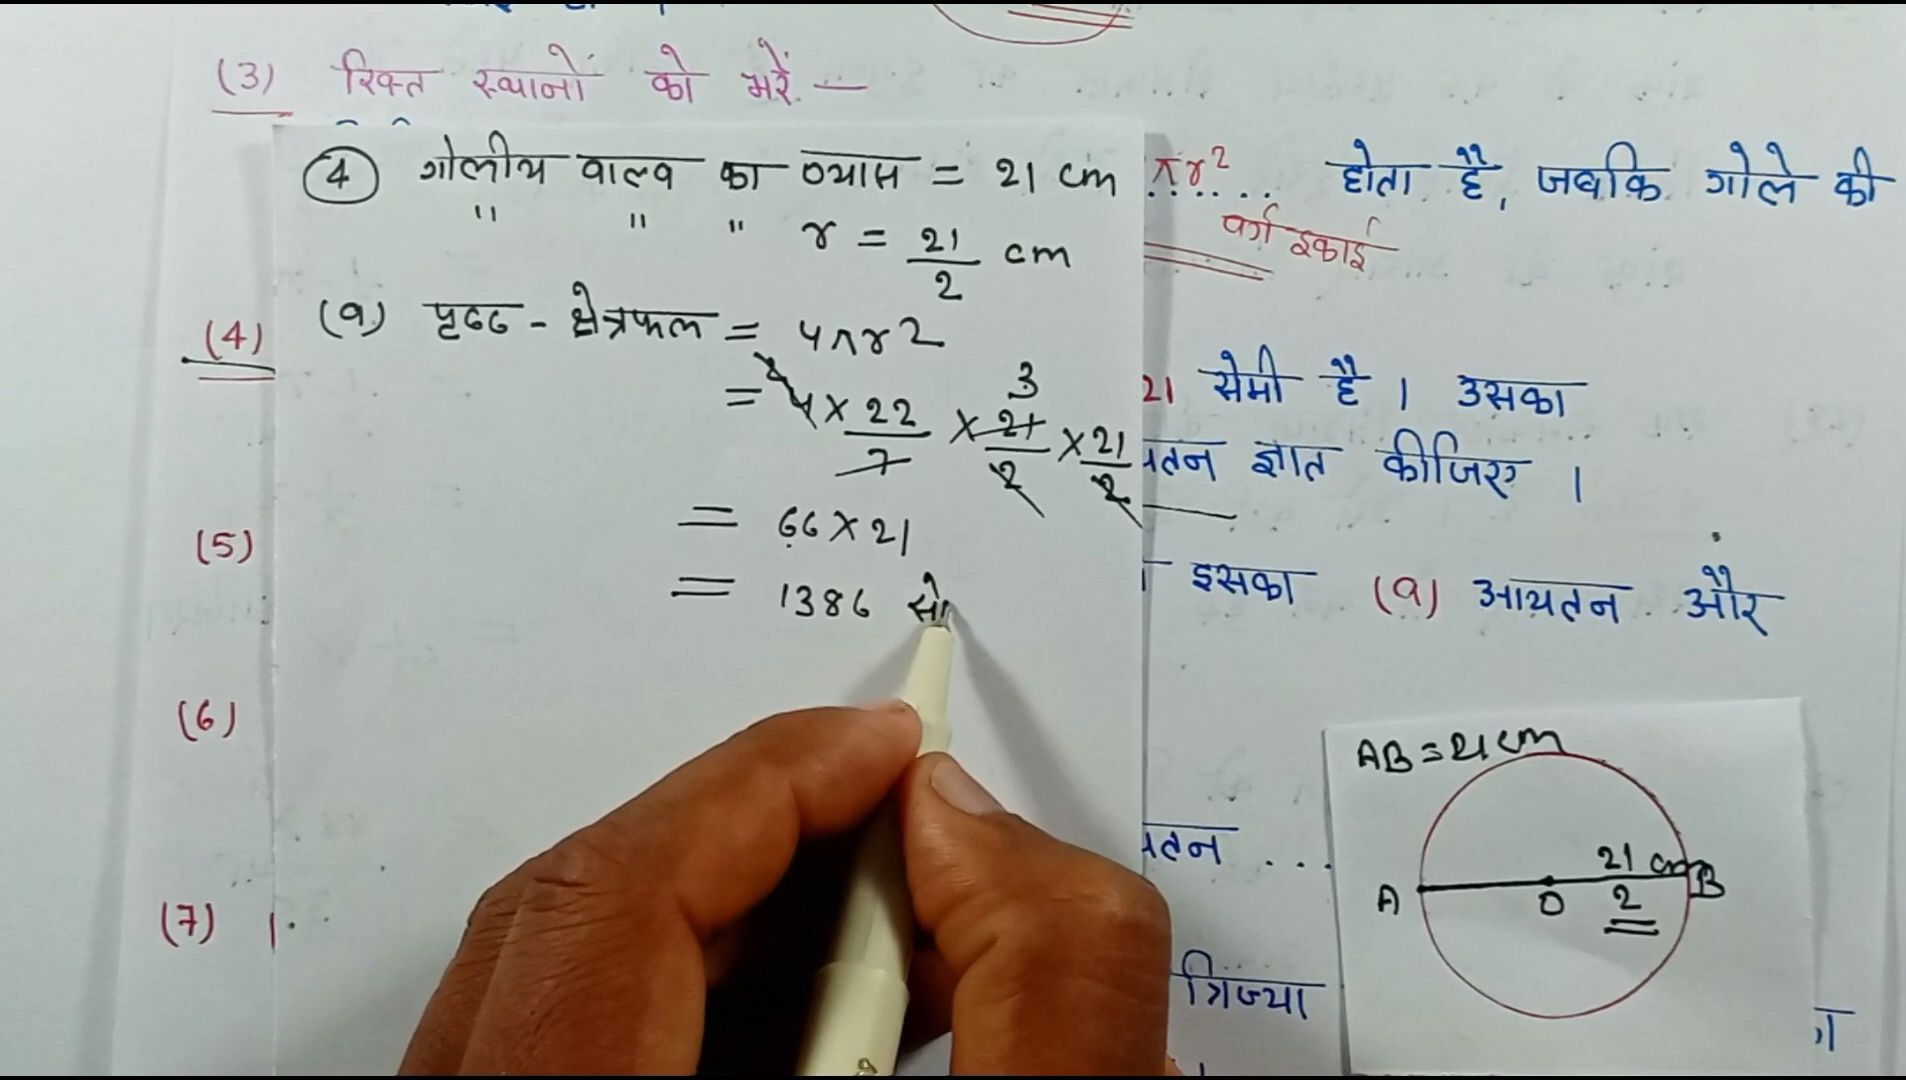 (3) रिक्त स्थानों को भरें —
④ गोलीय वाल्व का व्यास = 21 cm
" " " r = 21/2 cm
(a) पृष्ठ - क्षेत्रफल = 4πr2
= 4 × 22/7 × 21/2 × 21/2
3
= 66 × 21
= 1386 से
πr² होता है, जबकि गोले की
वर्ग इकाई
(4) 21 सेमी है । उसका
यतन ज्ञात कीजिए ।
(5) इसका (a) आयतन और
(6)
यतन ...
(7)
त्रिज्या
AB = 21 cm
A O B
21/2 cm